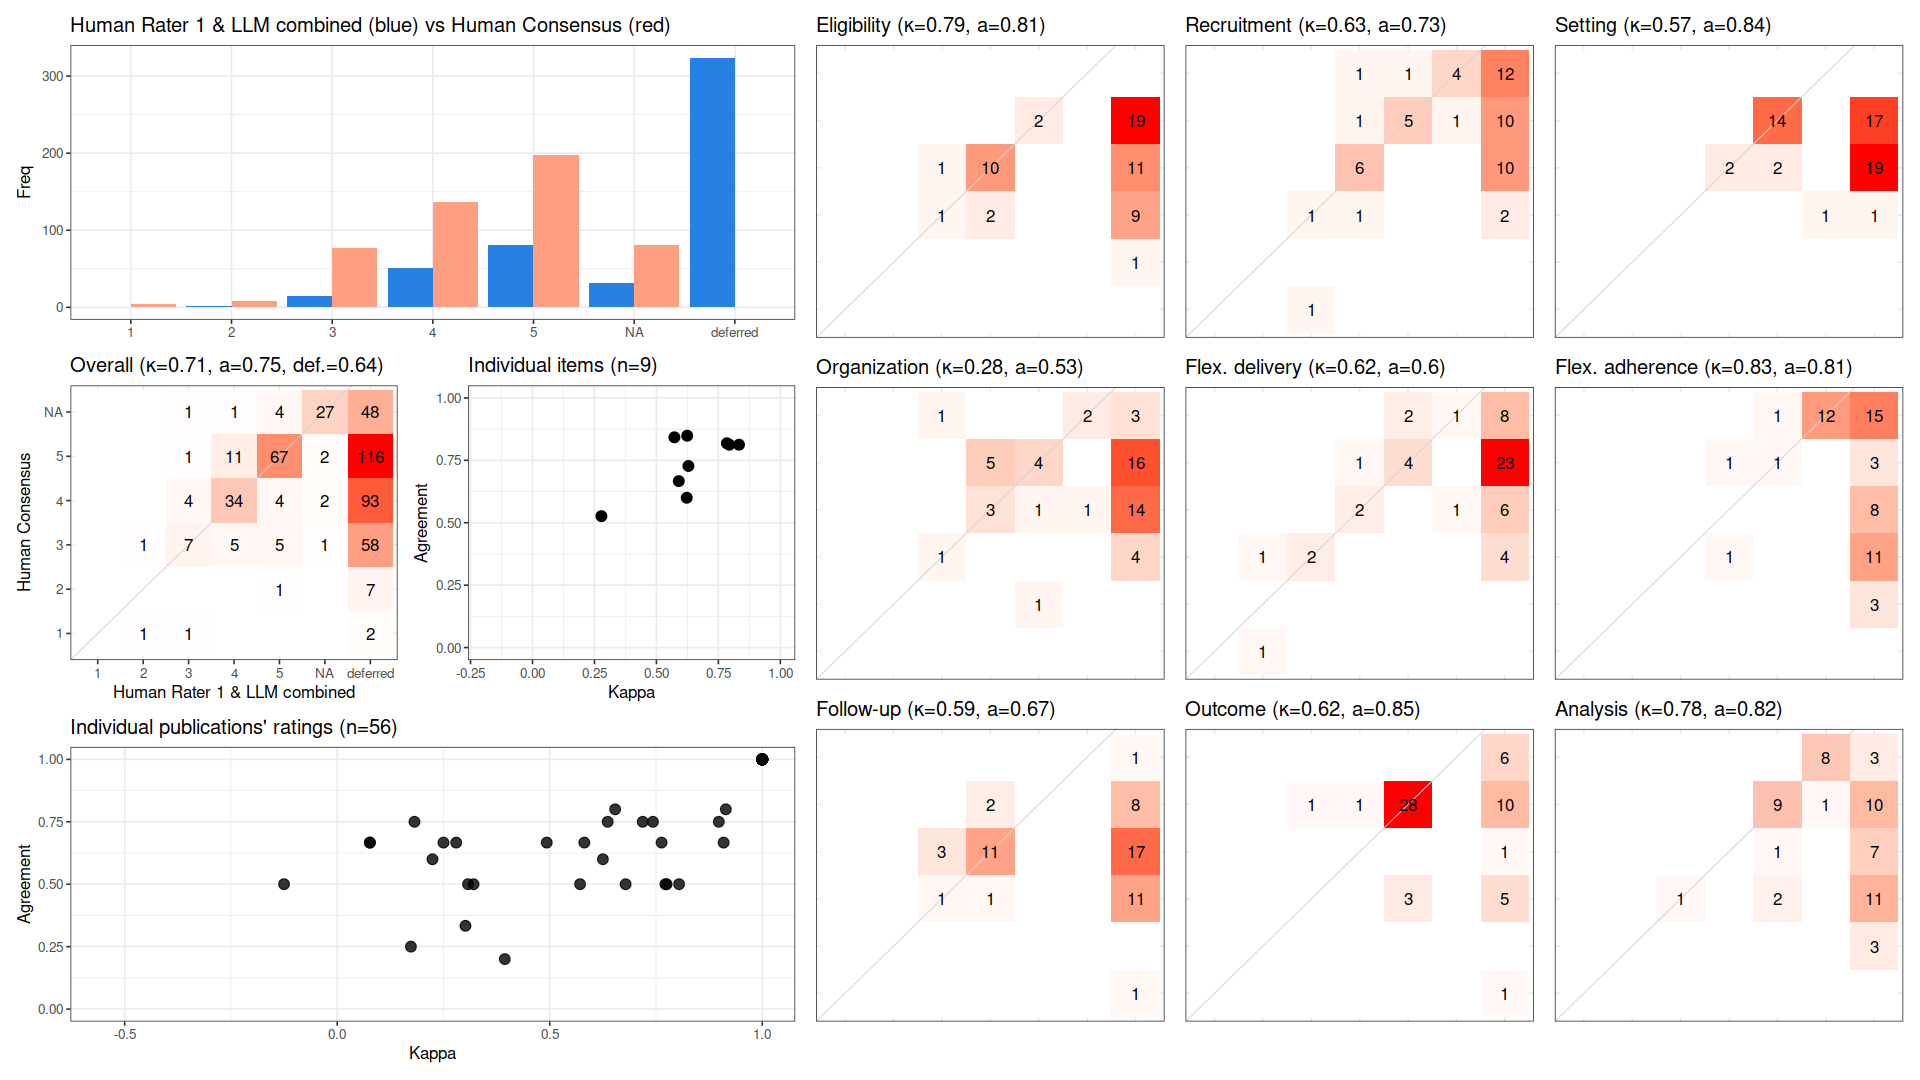 Human Rater 1 & LLM combined (blue) vs Human Consensus (red)
Freq
300
200
100
0
1 2 3 4 5 NA deferred
Overall (κ=0.71, a=0.75, def.=0.64)
Human Consensus
NA 1 1 4 27 48
5 1 11 67 2 116
4 4 34 4 2 93
3 1 7 5 5 1 58
2 1 7
1 1 1 2
1 2 3 4 5 NA deferred
Human Rater 1 & LLM combined
Individual items (n=9)
Agreement
1.00
0.75
0.50
0.25
0.00
-0.25 0.00 0.25 0.50 0.75 1.00
Kappa
Individual publications' ratings (n=56)
Agreement
1.00
0.75
0.50
0.25
0.00
-0.5 0.0 0.5 1.0
Kappa
Eligibility (κ=0.79, a=0.81)
2 19
1 10 11
1 2 9
1
Recruitment (κ=0.63, a=0.73)
1 1 4 12
1 5 1 10
6 10
1 1 2
1
Setting (κ=0.57, a=0.84)
14 17
2 2 19
1 1
Organization (κ=0.28, a=0.53)
1 2 3
5 4 16
3 1 1 14
1 4
1
Flex. delivery (κ=0.62, a=0.6)
2 1 8
1 4 23
2 1 6
1 2 4
1
Flex. adherence (κ=0.83, a=0.81)
1 12 15
1 1 3
8
1 11
3
Follow-up (κ=0.59, a=0.67)
1
2 8
3 11 17
1 1 11
1
Outcome (κ=0.62, a=0.85)
6
1 1 28 10
1
3 5
1
Analysis (κ=0.78, a=0.82)
8 3
9 1 10
1 7
1 2 11
3